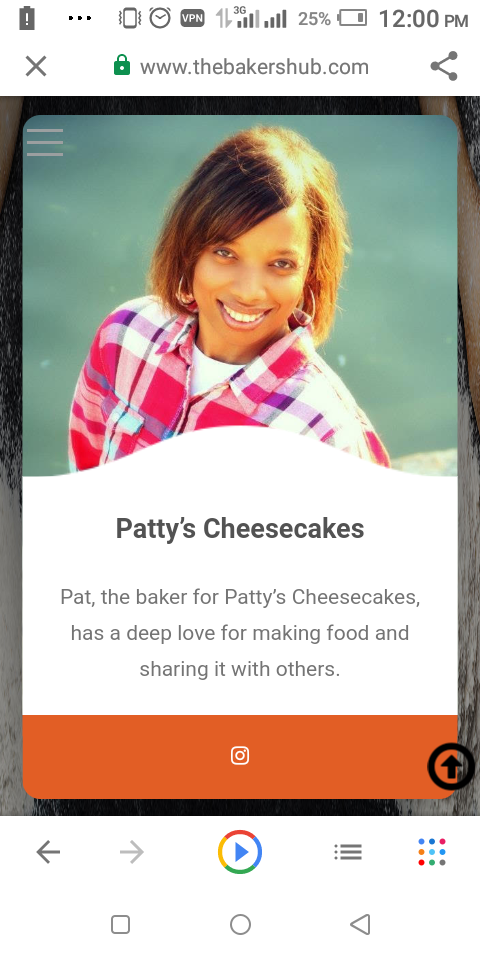 VPN
3G
25%
12:00 PM
www.thebakershub.com
Patty’s Cheesecakes
Pat, the baker for Patty’s Cheesecakes,
has a deep love for making food and
sharing it with others.